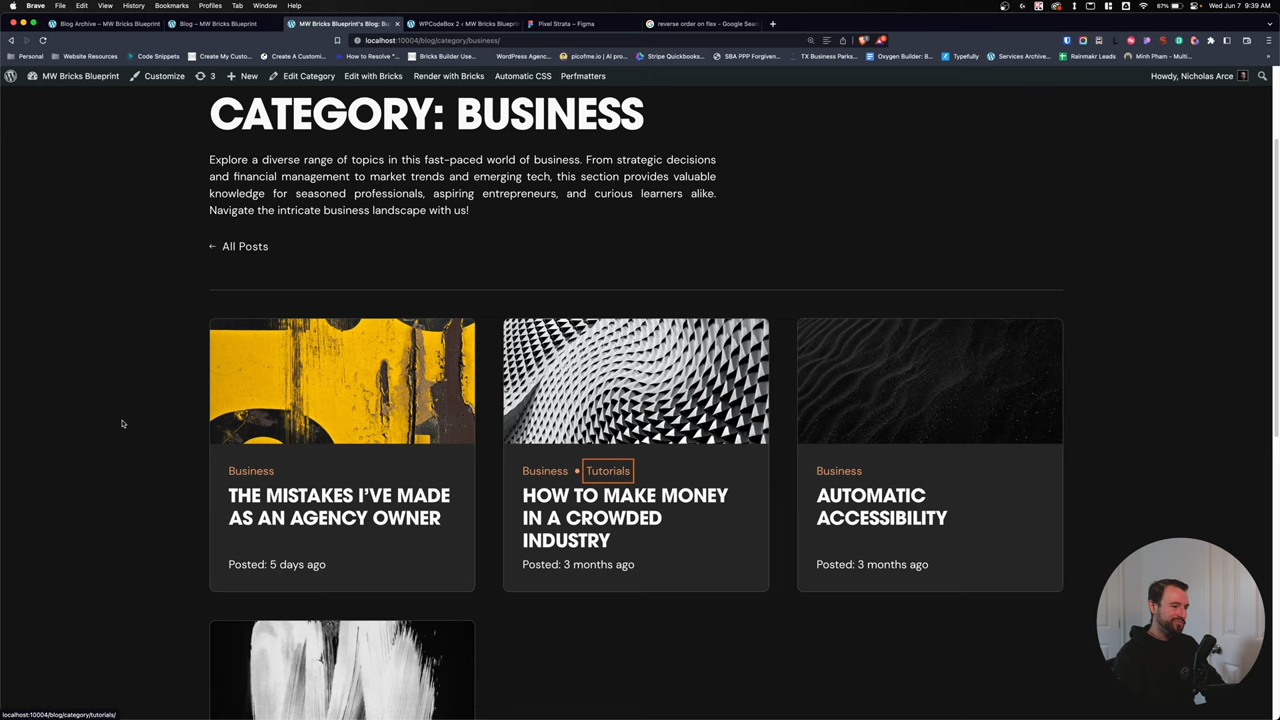 Brave File Edit View History Bookmarks Profiles Tab Window Help 67% Wed Jun 7 9:39 AM
Blog Archive – MW Bricks Blueprint Blog – MW Bricks Blueprint MW Bricks Blueprint's Blog: Bu WPCodeBox 2 ‹ MW Bricks Blueprin Pixel Strata – Figma reverse order on flex - Google Sea
localhost:10004/blog/category/business/
Personal Website Resources Code Snippets Create My Custo... Create A Customi... How to Resolve "... Bricks Builder Use... WordPress Agenc... picofme.io | AI pro... Stripe Quickbooks... SBA PPP Forgiven... TX Business Parks... Oxygen Builder: B... Typefully Services Archive... Rainmakr Leads Minh Pham - Multi...
MW Bricks Blueprint Customize 3 New Edit Category Edit with Bricks Render with Bricks Automatic CSS Perfmatters Howdy, Nicholas Arce
CATEGORY: BUSINESS
Explore a diverse range of topics in this fast-paced world of business. From strategic decisions
and financial management to market trends and emerging tech, this section provides valuable
knowledge for seasoned professionals, aspiring entrepreneurs, and curious learners alike.
Navigate the intricate business landscape with us!
← All Posts
Business
THE MISTAKES I'VE MADE
AS AN AGENCY OWNER
Posted: 5 days ago
Business • Tutorials
HOW TO MAKE MONEY
IN A CROWDED
INDUSTRY
Posted: 3 months ago
Business
AUTOMATIC
ACCESSIBILITY
Posted: 3 months ago
localhost:10004/blog/category/tutorials/